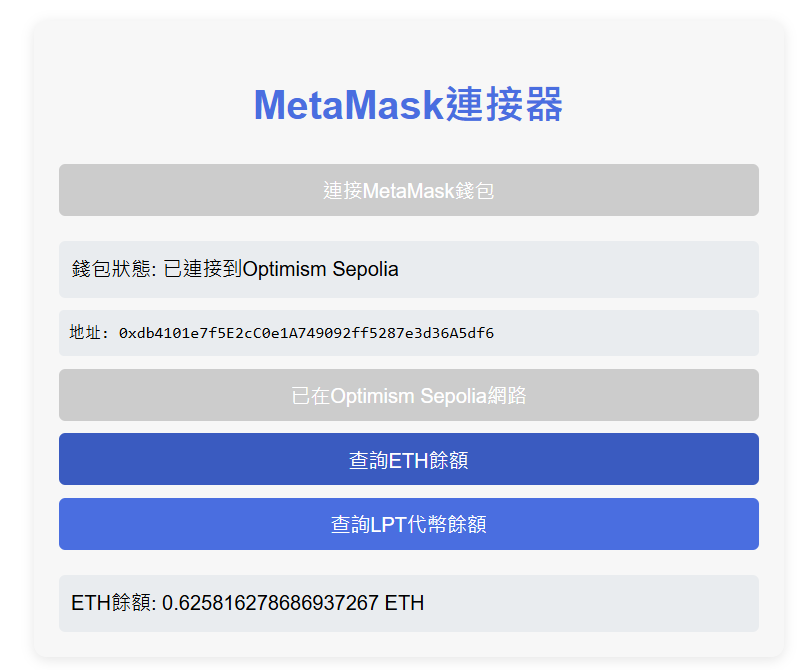 MetaMask連接器
連接MetaMask錢包
錢包狀態: 已連接到Optimism Sepolia
地址: 0xdb4101e7f5E2cC0e1A749092ff5287e3d36A5df6
已在Optimism Sepolia網路
查詢ETH餘額
查詢LPT代幣餘額
ETH餘額: 0.625816278686937267 ETH